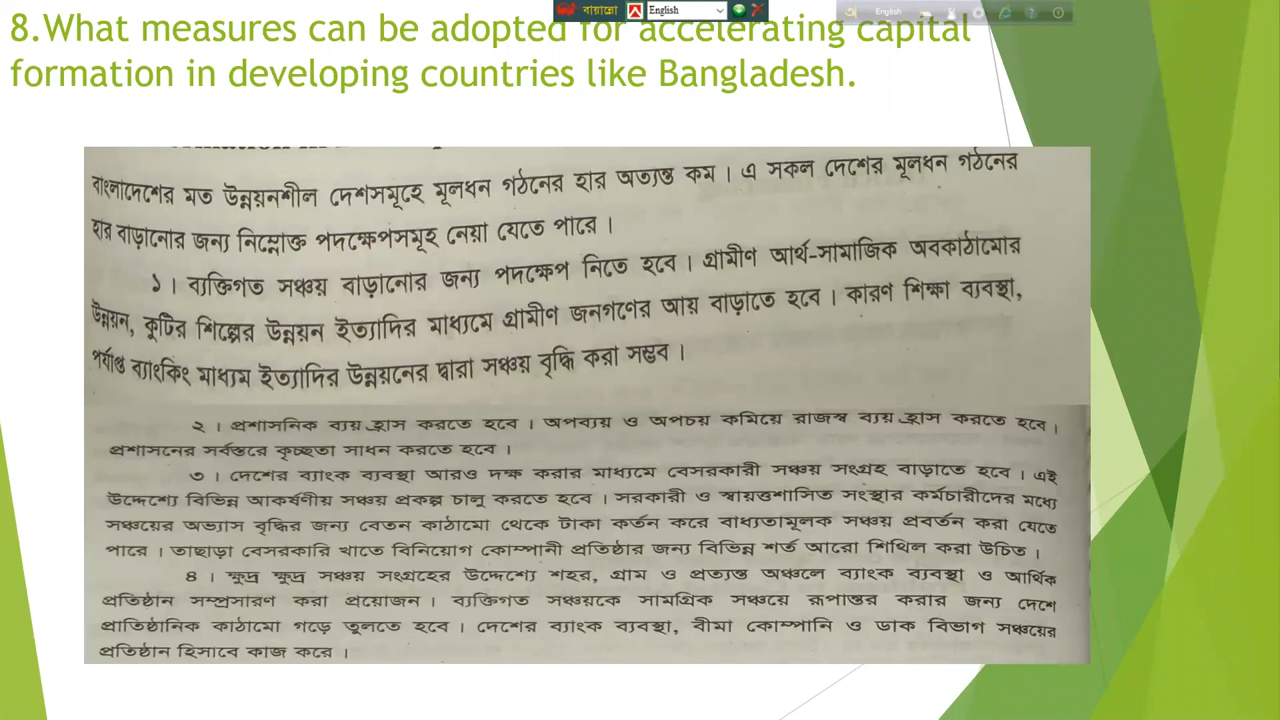 বায়ান্নো English
English
8.What measures can be adopted for accelerating capital
formation in developing countries like Bangladesh.
বাংলাদেশের মত উন্নয়নশীল দেশসমূহে মূলধন গঠনের হার অত্যন্ত কম। এ সকল দেশের মূলধন গঠনের
হার বাড়ানোর জন্য নিম্নোক্ত পদক্ষেপসমূহ নেয়া যেতে পারে।
১। ব্যক্তিগত সঞ্চয় বাড়ানোর জন্য পদক্ষেপ নিতে হবে। গ্রামীণ আর্থ-সামাজিক অবকাঠামোর
উন্নয়ন, কুটির শিল্পের উন্নয়ন ইত্যাদির মাধ্যমে গ্রামীণ জনগণের আয় বাড়াতে হবে। কারণ শিক্ষা ব্যবস্থা,
পর্যাপ্ত ব্যাংকিং মাধ্যম ইত্যাদির উন্নয়নের দ্বারা সঞ্চয় বৃদ্ধি করা সম্ভব।
২। প্রশাসনিক ব্যয় হ্রাস করতে হবে। অপব্যয় ও অপচয় কমিয়ে রাজস্ব ব্যয় হ্রাস করতে হবে।
প্রশাসনের সর্বস্তরে কৃচ্ছতা সাধন করতে হবে।
৩। দেশের ব্যাংক ব্যবস্থা আরও দক্ষ করার মাধ্যমে বেসরকারী সঞ্চয় সংগ্রহ বাড়াতে হবে। এই
উদ্দেশ্যে বিভিন্ন আকর্ষণীয় সঞ্চয় প্রকল্প চালু করতে হবে। সরকারী ও স্বায়ত্তশাসিত সংস্থার কর্মচারীদের মধ্যে
সঞ্চয়ের অভ্যাস বৃদ্ধির জন্য বেতন কাঠামো থেকে টাকা কর্তন করে বাধ্যতামূলক সঞ্চয় প্রবর্তন করা যেতে
পারে। তাছাড়া বেসরকারি খাতে বিনিয়োগ কোম্পানী প্রতিষ্ঠার জন্য বিভিন্ন শর্ত আরো শিথিল করা উচিত।
৪। ক্ষুদ্র ক্ষুদ্র সঞ্চয় সংগ্রহের উদ্দেশ্যে শহর, গ্রাম ও প্রত্যন্ত অঞ্চলে ব্যাংক ব্যবস্থা ও আর্থিক
প্রতিষ্ঠান সম্প্রসারণ করা প্রয়োজন। ব্যক্তিগত সঞ্চয়কে সামগ্রিক সঞ্চয়ে রূপান্তর করার জন্য দেশে
প্রাতিষ্ঠানিক কাঠামো গড়ে তুলতে হবে। দেশের ব্যাংক ব্যবস্থা, বীমা কোম্পানি ও ডাক বিভাগ সঞ্চয়ের
প্রতিষ্ঠান হিসাবে কাজ করে।